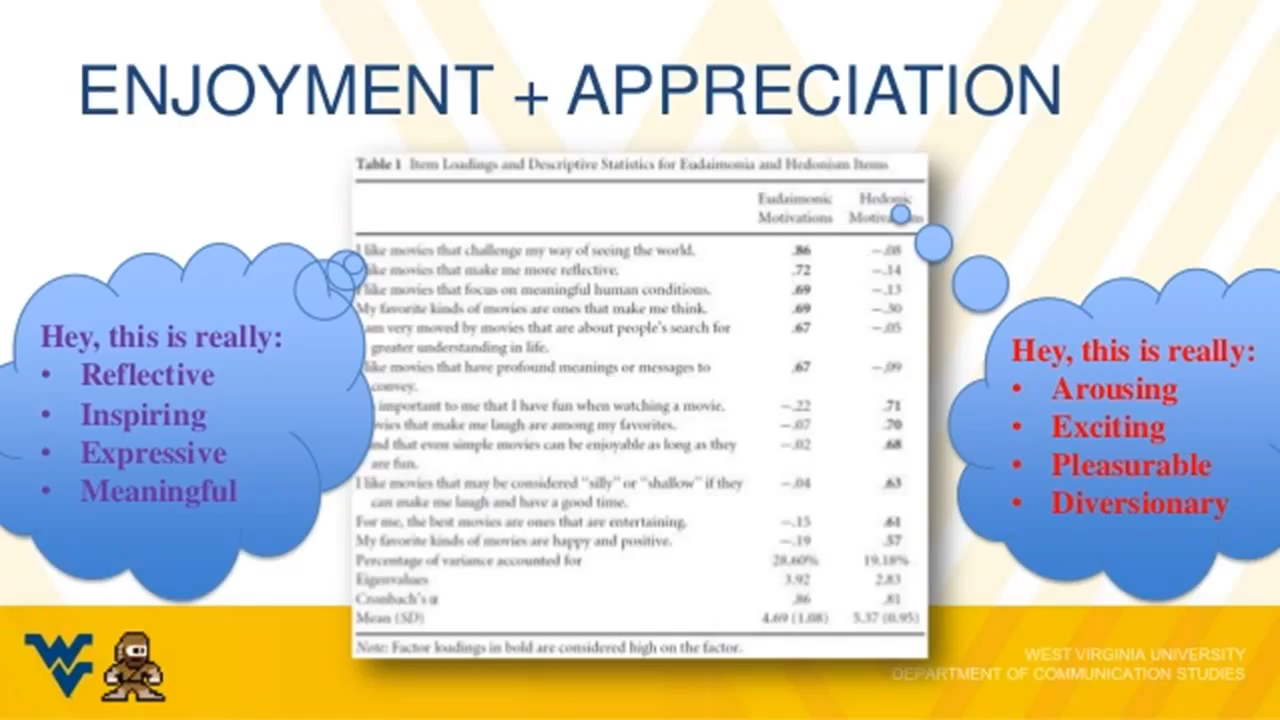 ENJOYMENT + APPRECIATION
Table 1 Item Loadings and Descriptive Statistics for Eudaimonia and Hedonism Items
Eudaimonic Hedonic
Motivations
like movies that challenge my way of seeing the world. .86 −.08
like movies that make me more reflective. .72 −.14
like movies that focus on meaningful human conditions. .69 −.13
My favorite kinds of movies are ones that make me think. .69 −.30
am very moved by movies that are about people's search for .67 −.05
greater understanding in life.
like movies that have profound meanings or messages to .67 −.09
convey.
important to me that I have fun when watching a movie. −.22 .71
that make me laugh are among my favorites. −.07 .70
that even simple movies can be enjoyable as long as they −.02 .68
are fun.
I like movies that may be considered "silly" or "shallow" if they −.04 .63
can make me laugh and have a good time.
For me, the best movies are ones that are entertaining. −.15 .61
My favorite kinds of movies are happy and positive. −.19 .57
Percentage of variance accounted for 28.60% 19.18%
Eigenvalues 3.92 2.83
Cronbach's α .86 .81
Mean (SD) 4.69 (1.08) 5.37 (0.95)
Note: Factor loadings in bold are considered high on the factor.
Hey, this is really:
• Reflective
• Inspiring
• Expressive
• Meaningful
Hey, this is really:
• Arousing
• Exciting
• Pleasurable
• Diversionary
WEST VIRGINIA UNIVERSITY
DEPARTMENT OF COMMUNICATION STUDIES